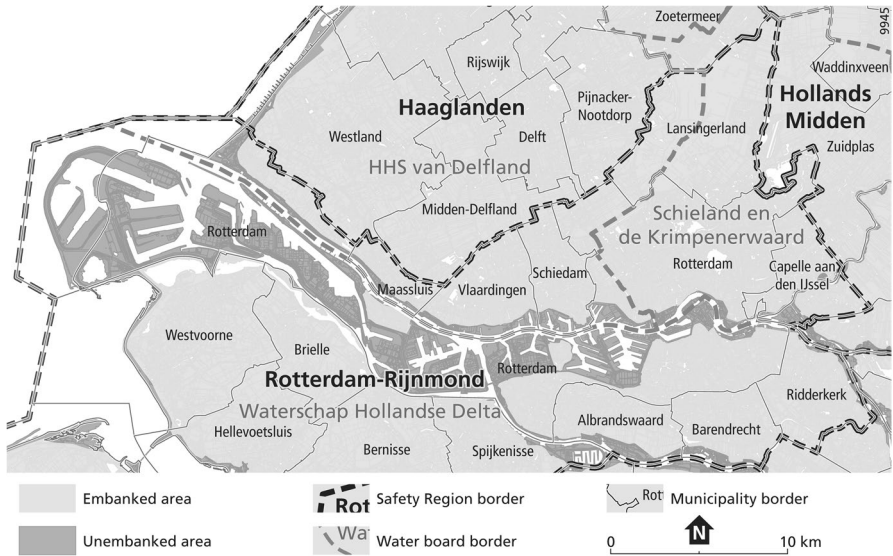 Zoetermeer
9945
Rijswijk
Waddinxveen
Haaglanden
Pijnacker-
Nootdorp
Hollands
Midden
Westland
Delft
Lansingerland
Zuidplas
HHS van Delfland
Midden-Delfland
Schieland en
de Krimpenerwaard
Rotterdam
Rotterdam
Schiedam
Capelle aan
den IJssel
Maassluis
Vlaardingen
Westvoorne
Brielle
Rotterdam-Rijnmond
Rotterdam
Ridderkerk
Waterschap Hollandse Delta
Hellevoetsluis
Albrandswaard
Barendrecht
Bernisse
Spijkenisse
Embanked area
Rot
Safety Region border
Rott
Municipality border
Unembanked area
Wa
Water board border
N
0
10 km